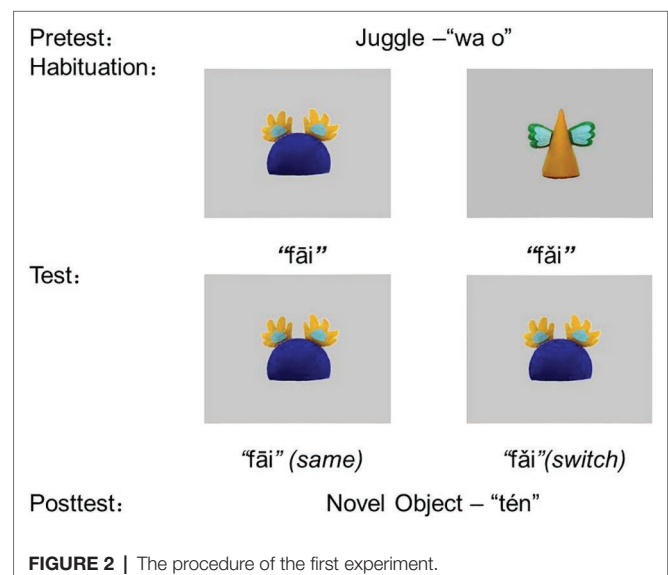 Pretest: Juggle –“wa o”
Habituation:
“fāi” “fǎi”
Test:
“fāi” (same) “fǎi”(switch)
Posttest: Novel Object – “tén”
FIGURE 2 | The procedure of the first experiment.